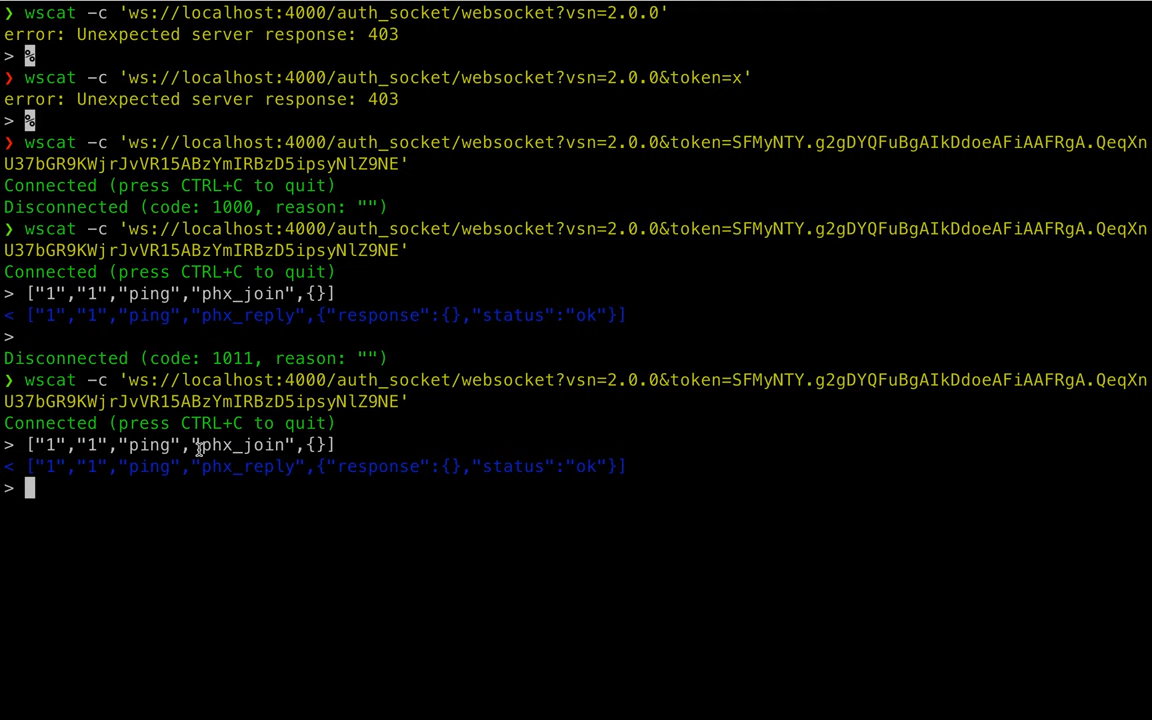 ❯ wscat -c 'ws://localhost:4000/auth_socket/websocket?vsn=2.0.0'
error: Unexpected server response: 403
> %
❯ wscat -c 'ws://localhost:4000/auth_socket/websocket?vsn=2.0.0&token=x'
error: Unexpected server response: 403
> %
❯ wscat -c 'ws://localhost:4000/auth_socket/websocket?vsn=2.0.0&token=SFMyNTY.g2gDYQFuBgAIkDdoeAFiAAFRgA.QeqXn
U37bGR9KWjrJvVR15ABzYmIRBzD5ipsyNlZ9NE'
Connected (press CTRL+C to quit)
Disconnected (code: 1000, reason: "")
❯ wscat -c 'ws://localhost:4000/auth_socket/websocket?vsn=2.0.0&token=SFMyNTY.g2gDYQFuBgAIkDdoeAFiAAFRgA.QeqXn
U37bGR9KWjrJvVR15ABzYmIRBzD5ipsyNlZ9NE'
Connected (press CTRL+C to quit)
> ["1","1","ping","phx_join",{}]
< ["1","1","ping","phx_reply",{"response":{},"status":"ok"}]
>
Disconnected (code: 1011, reason: "")
❯ wscat -c 'ws://localhost:4000/auth_socket/websocket?vsn=2.0.0&token=SFMyNTY.g2gDYQFuBgAIkDdoeAFiAAFRgA.QeqXn
U37bGR9KWjrJvVR15ABzYmIRBzD5ipsyNlZ9NE'
Connected (press CTRL+C to quit)
> ["1","1","ping","phx_join",{}]
< ["1","1","ping","phx_reply",{"response":{},"status":"ok"}]
>